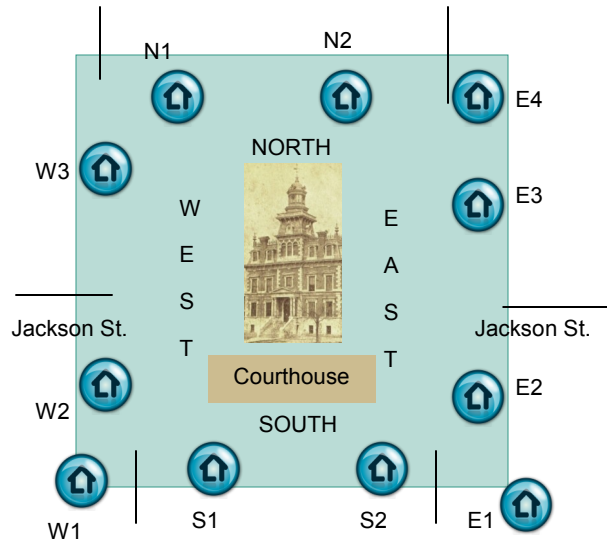 N1
N2
E4
NORTH
W3
E3
W
E
S
T
E
A
S
T
Jackson St.
Jackson St.
Courthouse
W2
E2
SOUTH
W1
S1
S2
E1